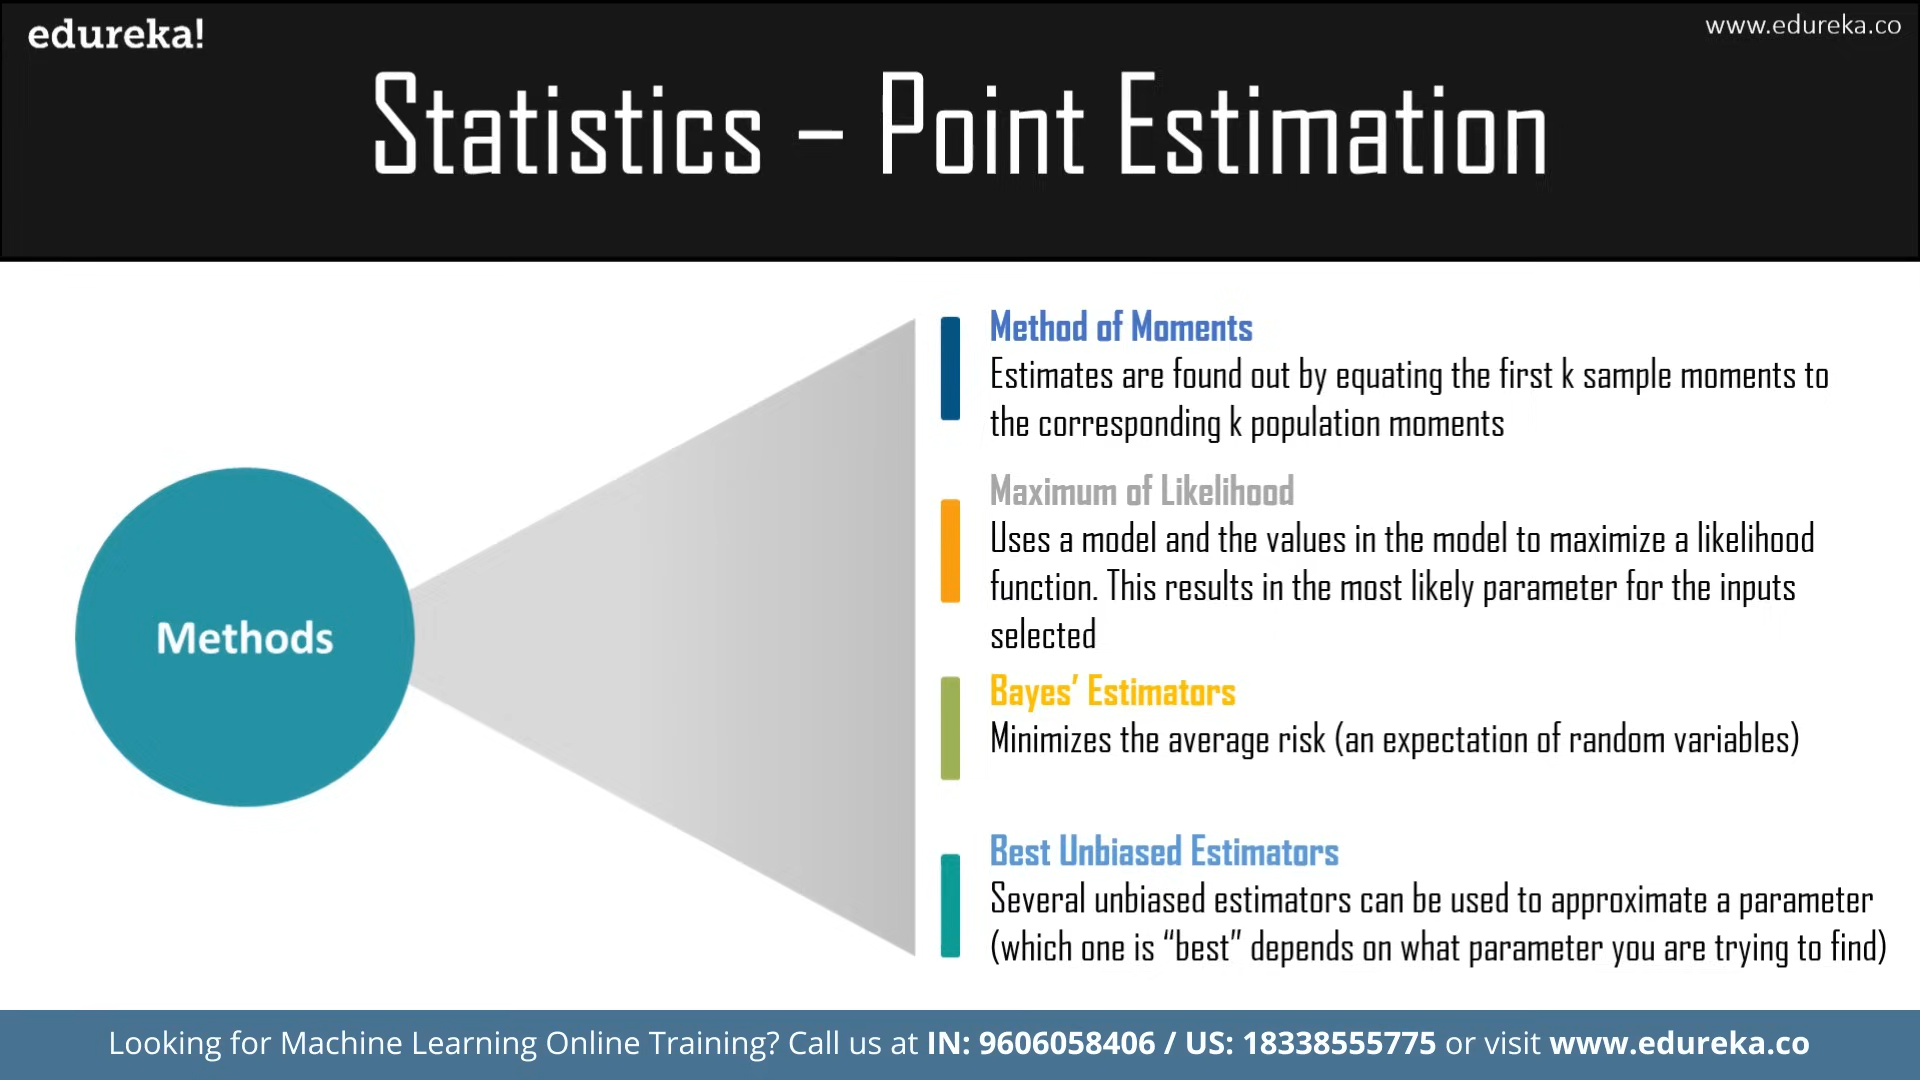 edureka!
www.edureka.co
Statistics – Point Estimation
Methods
Method of Moments
Estimates are found out by equating the first k sample moments to
the corresponding k population moments
Maximum of Likelihood
Uses a model and the values in the model to maximize a likelihood
function. This results in the most likely parameter for the inputs
selected
Bayes’ Estimators
Minimizes the average risk (an expectation of random variables)
Best Unbiased Estimators
Several unbiased estimators can be used to approximate a parameter
(which one is “best” depends on what parameter you are trying to find)
Looking for Machine Learning Online Training? Call us at IN: 9606058406 / US: 18338555775 or visit www.edureka.co